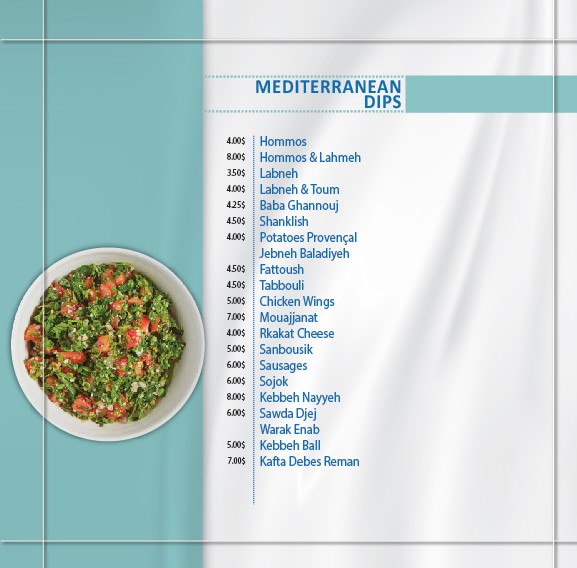 MEDITERRANEAN
DIPS
4.00$ Hommos
8.00$ Hommos & Lahmeh
3.50$ Labneh
4.00$ Labneh & Toum
4.25$ Baba Ghannouj
4.50$ Shanklish
4.00$ Potatoes Provençal
Jebneh Baladiyeh
4.50$ Fattoush
4.50$ Tabbouli
5.00$ Chicken Wings
7.00$ Mouajjanat
4.00$ Rkakat Cheese
5.00$ Sanbousik
6.00$ Sausages
6.00$ Sojok
8.00$ Kebbeh Nayyeh
6.00$ Sawda Djej
Warak Enab
5.00$ Kebbeh Ball
7.00$ Kafta Debes Reman